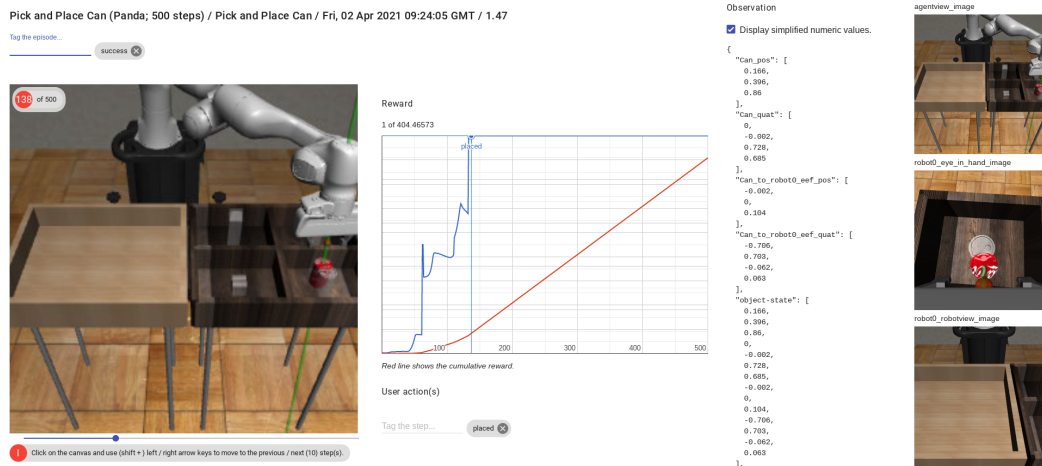 Pick and Place Can (Panda; 500 steps) / Pick and Place Can / Fri, 02 Apr 2021 09:24:05 GMT / 1.47
Tag the episode...
success
138 of 500
Click on the canvas and use (shift + ) left / right arrow keys to move to the previous / next (10) step(s).
Reward
1 of 404.46573
placed
100
200
300
400
500
Red line shows the cumulative reward.
User action(s)
Tag the step...
placed
Observation
Display simplified numeric values.
{
"Can_pos": [
0.166,
0.396,
0.86
],
"Can_quat": [
0,
-0.002,
0.728,
0.685
],
"Can_to_robot0_eef_pos": [
-0.002,
0,
0.104
],
"Can_to_robot0_eef_quat": [
-0.706,
0.703,
-0.062,
0.063
],
"object-state": [
0.166,
0.396,
0.86,
0,
-0.002,
0.728,
0.685,
-0.002,
0,
0.104,
-0.706,
0.703,
-0.062,
0.063
],
agentview_image
robot0_eye_in_hand_image
robot0_robotview_image